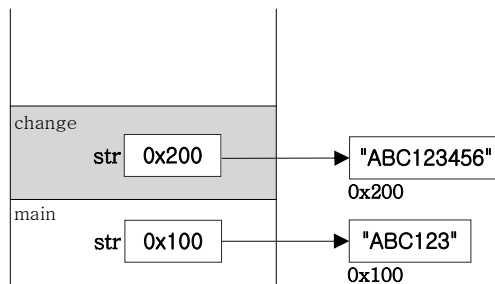 change
str 0x200 "ABC123456"
0x200
main
str 0x100 "ABC123"
0x100